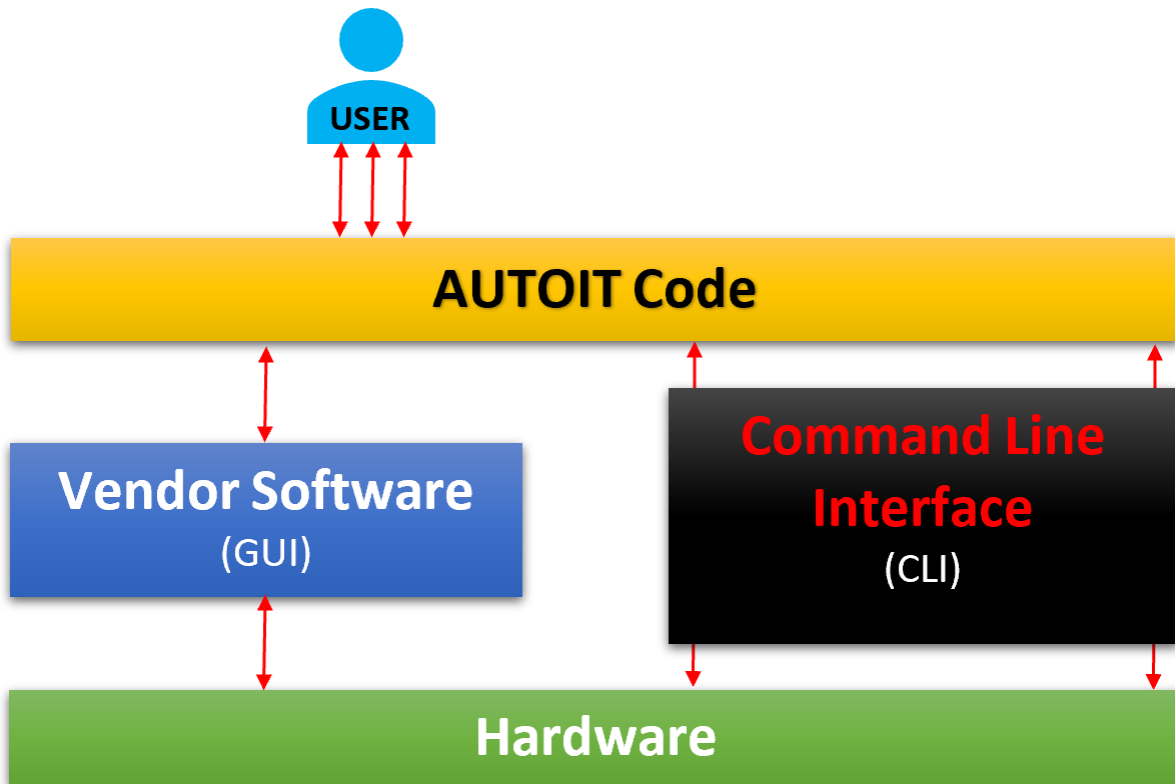 USER
AUTOIT Code
Vendor Software
(GUI)
Command Line
Interface
(CLI)
Hardware